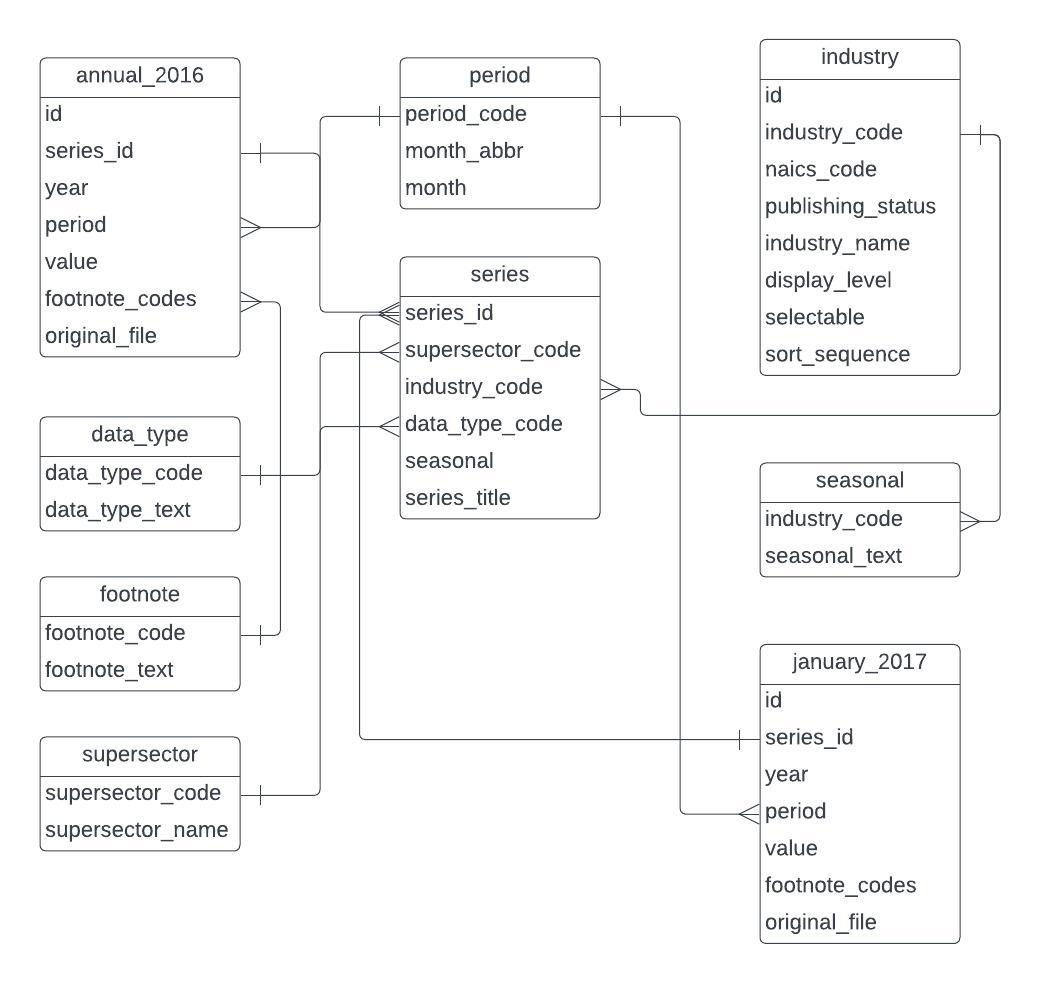 annual_2016
id
series_id
year
period
value
footnote_codes
original_file
period
period_code
month_abbr
month
industry
id
industry_code
naics_code
publishing_status
industry_name
display_level
selectable
sort_sequence
series
series_id
supersector_code
industry_code
data_type_code
seasonal
series_title
data_type
data_type_code
data_type_text
seasonal
industry_code
seasonal_text
footnote
footnote_code
footnote_text
january_2017
id
series_id
year
period
value
footnote_codes
original_file
supersector
supersector_code
supersector_name